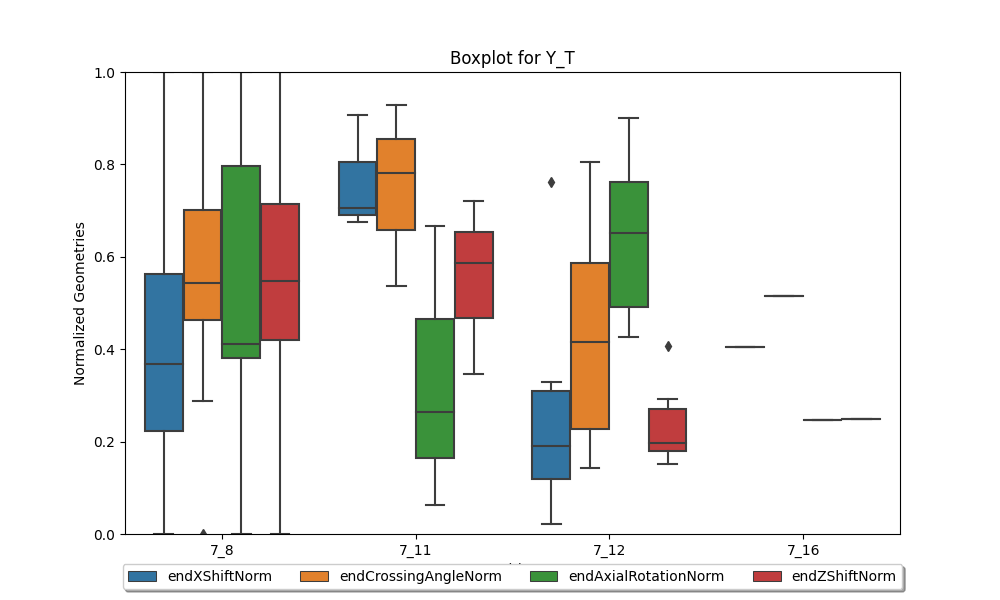 Boxplot for Y_T
Normalized Geometries
1.0
0.8
0.6
0.4
0.2
0.0
7_8 7_11 7_12 7_16
endXShiftNorm endCrossingAngleNorm endAxialRotationNorm endZShiftNorm